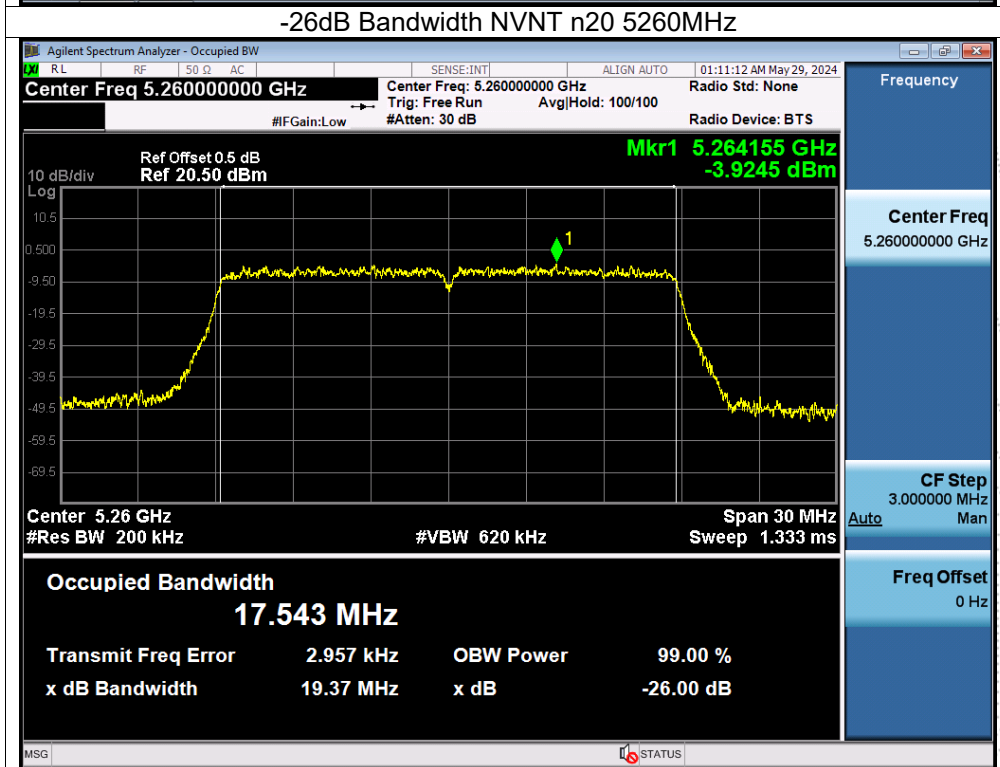 -26dB Bandwidth NVNT n20 5260MHz
Agilent Spectrum Analyzer - Occupied BW
LXI RL RF 50 Ω AC SENSE:INT ALIGN AUTO 01:11:12 AM May 29, 2024
Center Freq 5.260000000 GHz
Center Freq: 5.260000000 GHz
Radio Std: None
Trig: Free Run Avg|Hold: 100/100
#IFGain:Low #Atten: 30 dB Radio Device: BTS
Frequency
Mkr1 5.264155 GHz
-3.9245 dBm
Ref Offset 0.5 dB
10 dB/div Ref 20.50 dBm
Log
10.5
0.500
-9.50
-19.5
-29.5
-39.5
-49.5
-59.5
-69.5
1
Center 5.26 GHz Span 30 MHz
#Res BW 200 kHz #VBW 620 kHz Sweep 1.333 ms
Center Freq
5.260000000 GHz
CF Step
3.000000 MHz
Auto Man
Freq Offset
0 Hz
Occupied Bandwidth
17.543 MHz
Transmit Freq Error 2.957 kHz OBW Power 99.00 %
x dB Bandwidth 19.37 MHz x dB -26.00 dB
MSG STATUS